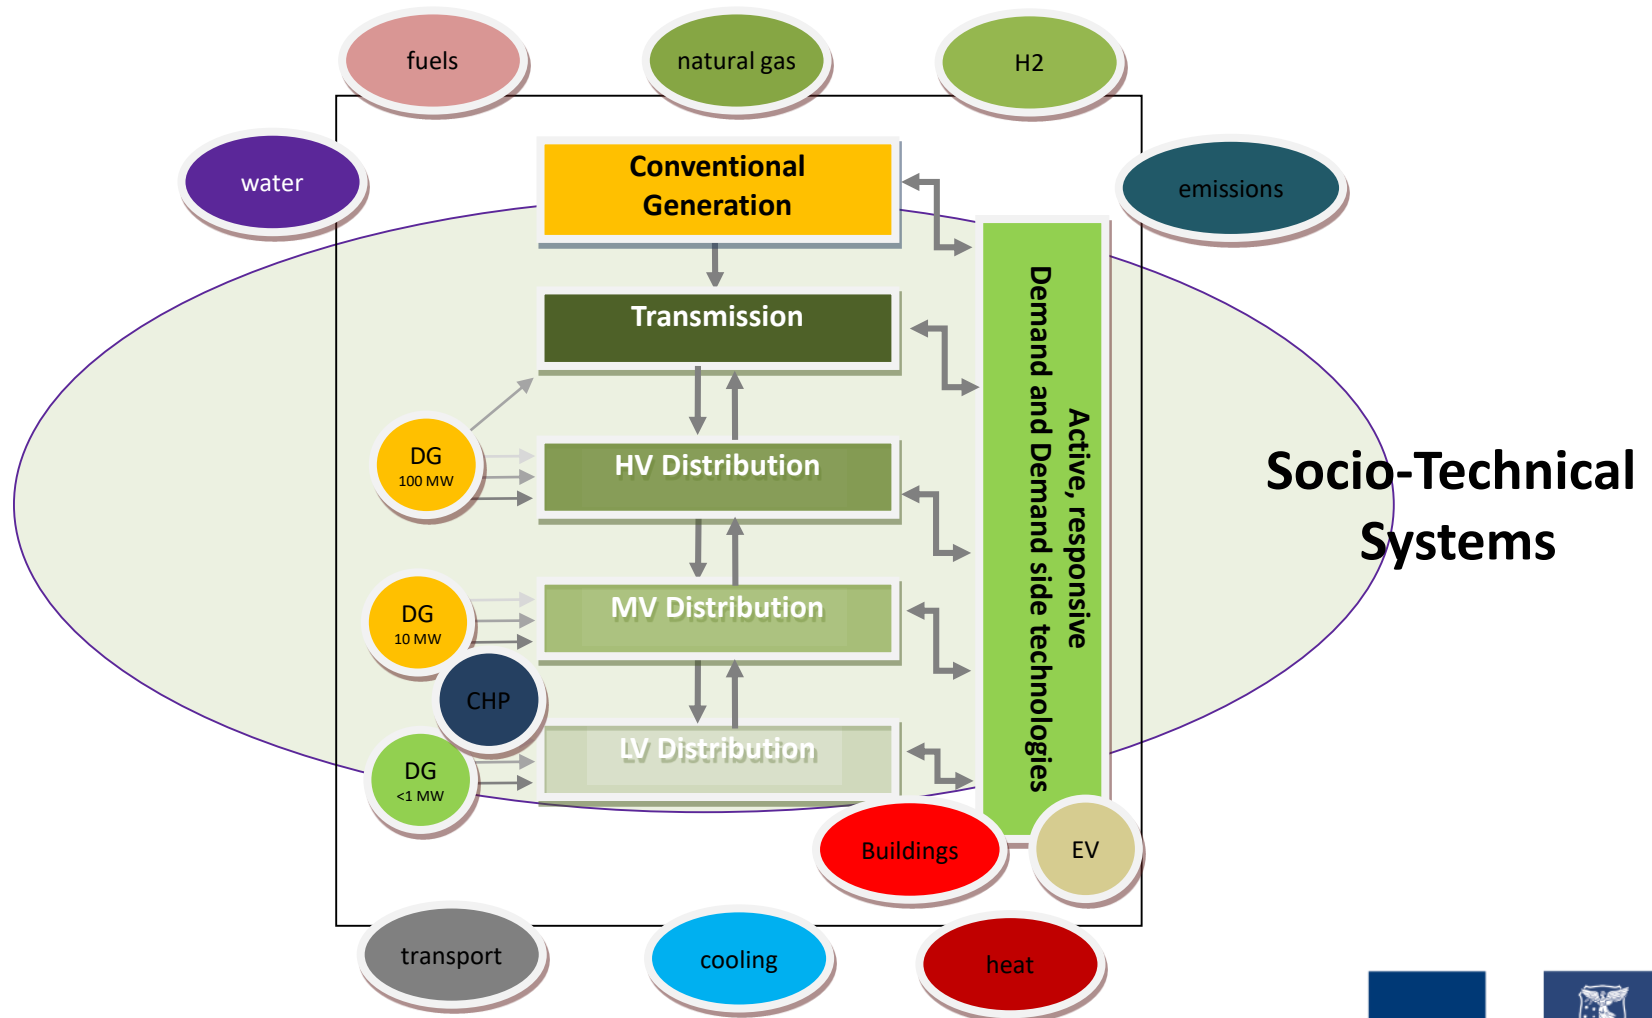 fuels
natural gas
H2
water
emissions
Conventional
Generation
Transmission
DG
100 MW
HV Distribution
DG
10 MW
MV Distribution
CHP
DG
<1 MW
LV Distribution
Active, responsive
Demand and Demand side technologies
Socio-Technical
Systems
Buildings
EV
transport
cooling
heat